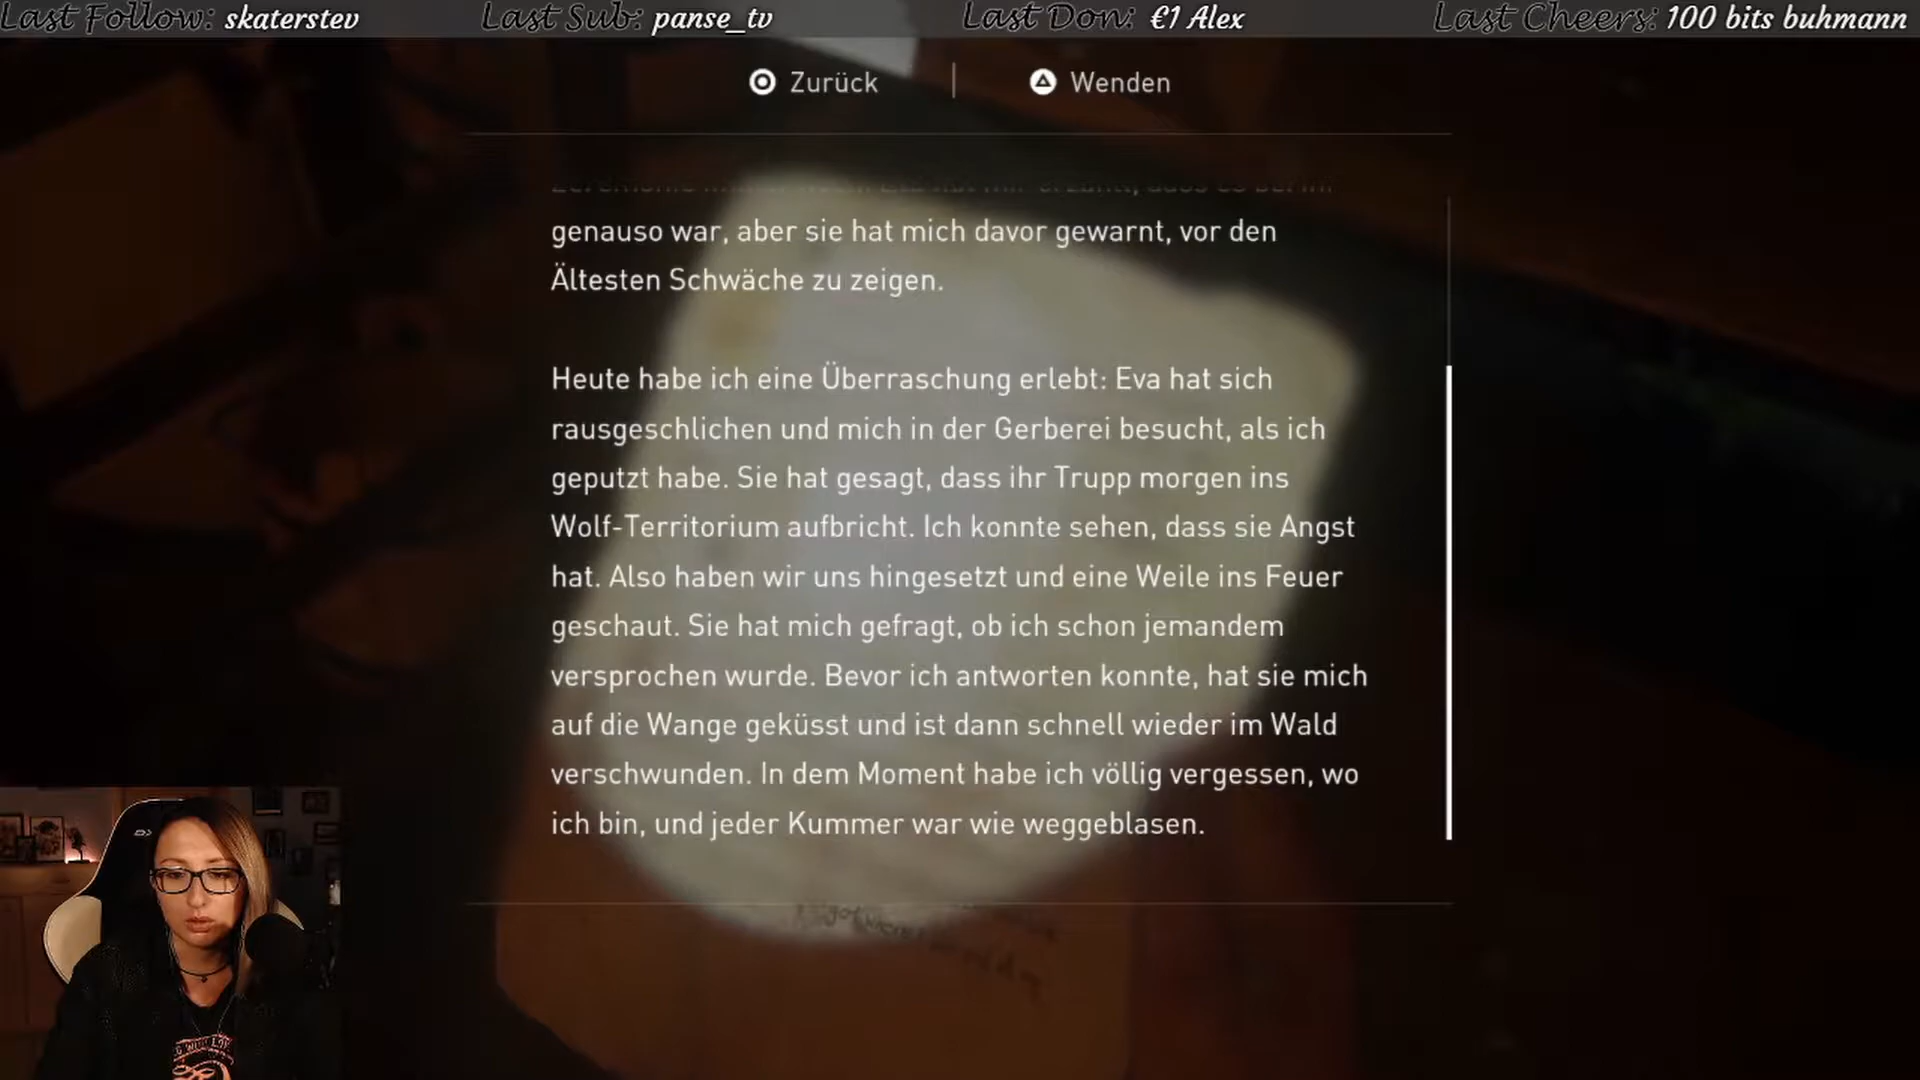 Last Follow: skaterstev Last Sub: panse_tv Last Don: €1 Alex Last Cheers: 100 bits buhmann
Zurück | Wenden
genauso war, aber sie hat mich davor gewarnt, vor den
Ältesten Schwäche zu zeigen.
Heute habe ich eine Überraschung erlebt: Eva hat sich
rausgeschlichen und mich in der Gerberei besucht, als ich
geputzt habe. Sie hat gesagt, dass ihr Trupp morgen ins
Wolf-Territorium aufbricht. Ich konnte sehen, dass sie Angst
hat. Also haben wir uns hingesetzt und eine Weile ins Feuer
geschaut. Sie hat mich gefragt, ob ich schon jemandem
versprochen wurde. Bevor ich antworten konnte, hat sie mich
auf die Wange geküsst und ist dann schnell wieder im Wald
verschwunden. In dem Moment habe ich völlig vergessen, wo
ich bin, und jeder Kummer war wie weggeblasen.